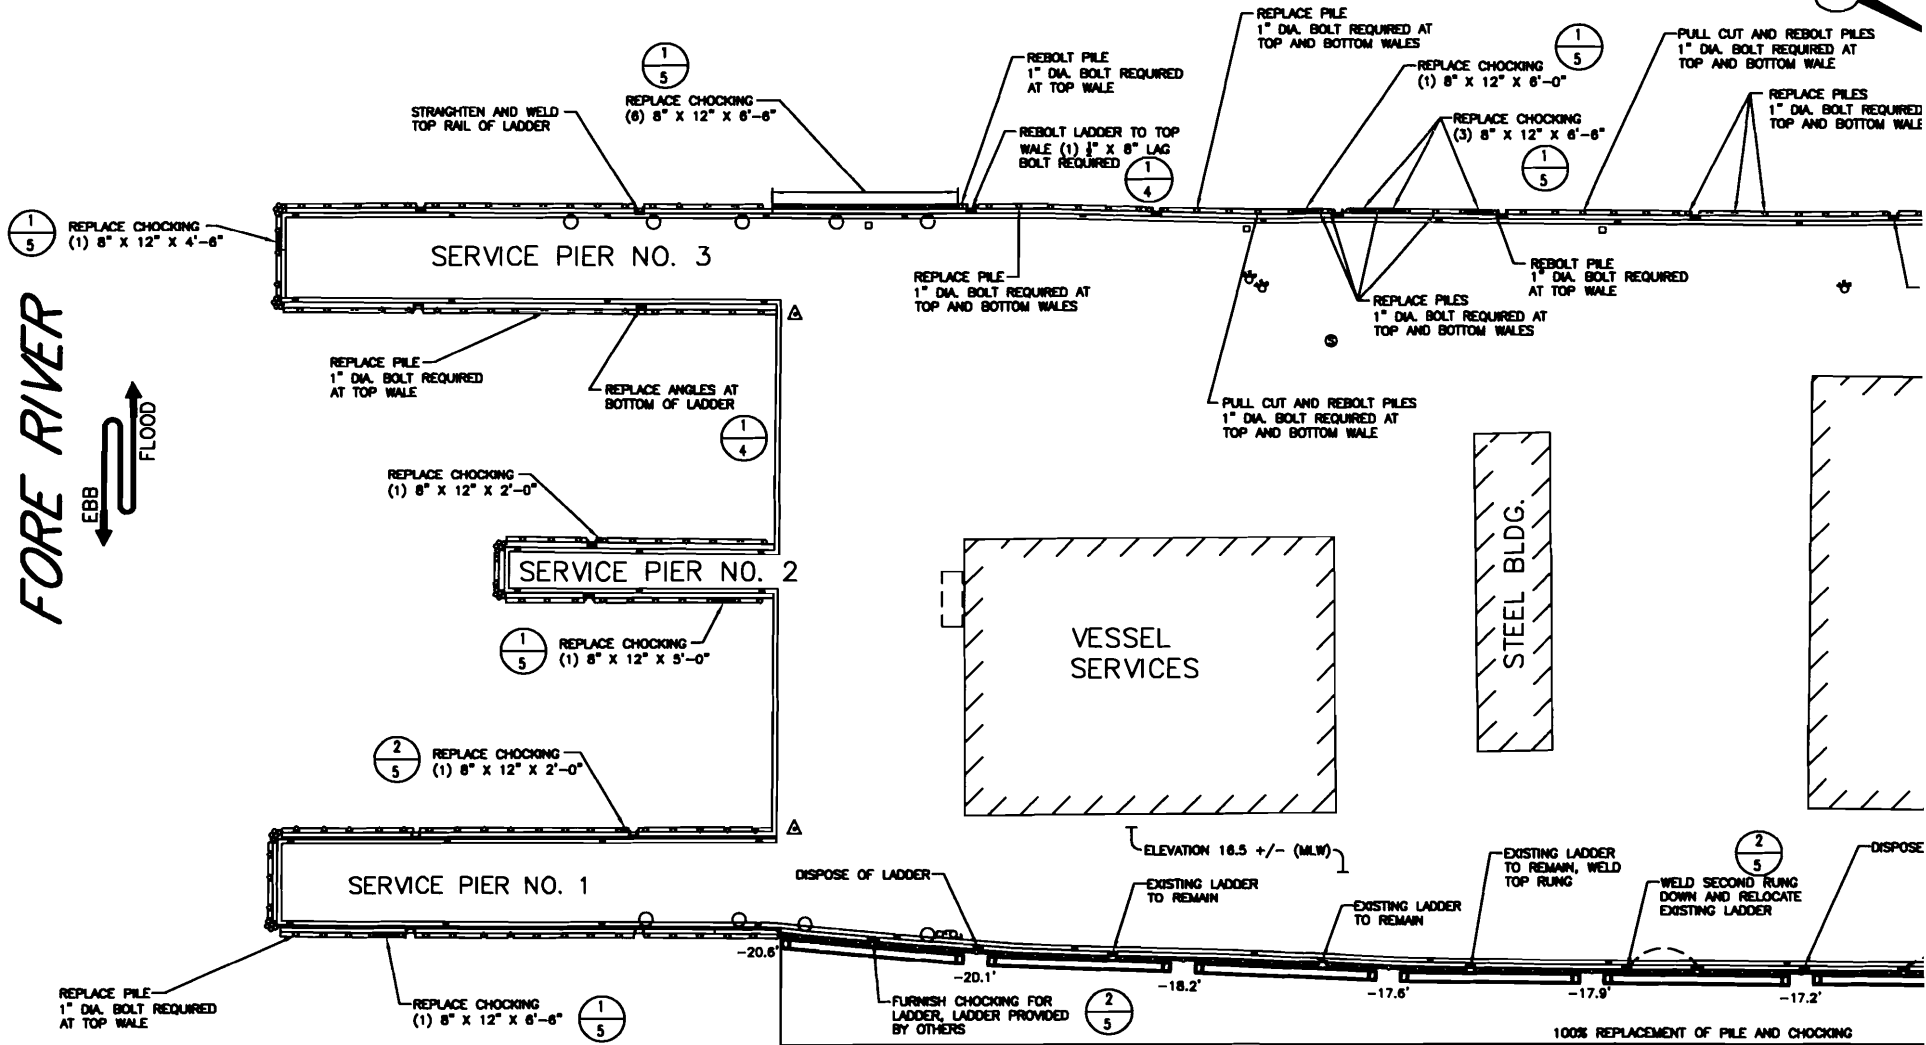 REPLACE PILE
1" DIA. BOLT REQUIRED AT
TOP AND BOTTOM WALES
1
5
PULL CUT AND REBOLT PILES
1" DIA. BOLT REQUIRED AT
TOP AND BOTTOM WALE
1
5
REBOLT PILE
1" DIA. BOLT REQUIRED
AT TOP WALE
REPLACE CHOCKING
(1) 8" X 12" X 6'-0"
REPLACE CHOCKING
(6) 8" X 12" X 6'-6"
REPLACE PILES
1" DIA. BOLT REQUIRED
TOP AND BOTTOM WALE
STRAIGHTEN AND WELD
TOP RAIL OF LADDER
REBOLT LADDER TO TOP
WALE (1) X 8" LAG
BOLT REQUIRED
1
4
REPLACE CHOCKING
(3) 8" X 12" X 6'-6"
1
5
1
5
REPLACE CHOCKING
(1) 8" X 12" X 4'-6"
SERVICE PIER NO. 3
REPLACE PILE
1" DIA. BOLT REQUIRED AT
TOP AND BOTTOM WALES
REBOLT PILE
1" DIA. BOLT REQUIRED
AT TOP WALE
REPLACE PILES
1" DIA. BOLT REQUIRED AT
TOP AND BOTTOM WALES
S
FORE RIVER
EBB
FLOOD
REPLACE PILE
1" DIA. BOLT REQUIRED
AT TOP WALE
REPLACE ANGLES AT
BOTTOM OF LADDER
1
4
PULL CUT AND REBOLT PILES
1" DIA. BOLT REQUIRED AT
TOP AND BOTTOM WALE
REPLACE CHOCKING
(1) 8" X 12" X 2'-0"
SERVICE PIER NO. 2
STEEL BLDG.
VESSEL
SERVICES
1
5
REPLACE CHOCKING
(1) 8" X 12" X 5'-0"
2
5
REPLACE CHOCKING
(1) 8" X 12" X 2'-0"
ELEVATION 16.5 +/- (MLW)
SERVICE PIER NO. 1
DISPOSE OF LADDER
EXISTING LADDER
TO REMAIN
EXISTING LADDER
TO REMAIN
EXISTING LADDER
TO REMAIN, WELD
TOP RUNG
2
5
WELD SECOND RUNG
DOWN AND RELOCATE
EXISTING LADDER
DISPOSE
-20.6'
-20.1'
-18.2'
-17.6'
-17.9'
-17.2'
REPLACE PILE
1" DIA. BOLT REQUIRED
AT TOP WALE
REPLACE CHOCKING
(1) 8" X 12" X 6'-6"
1
5
FURNISH CHOCKING FOR
LADDER, LADDER PROVIDED
BY OTHERS
2
5
100% REPLACEMENT OF PILE AND CHOCKING